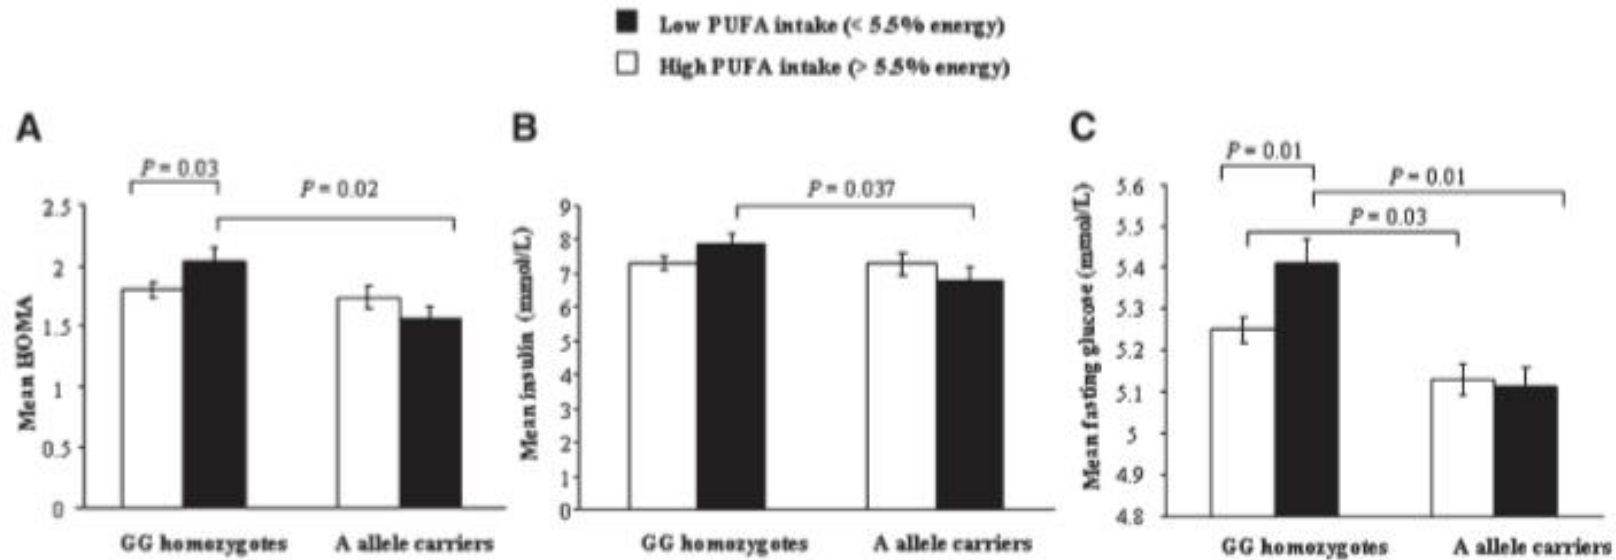 Low PUFA intake (< 5.5% energy)
High PUFA intake (> 5.5% energy)
A
P = 0.03
P = 0.02
2.5
2
1.5
1
0.5
0
Mean HOMA
GG homozygotes
A allele carriers
B
P = 0.037
9
8
7
6
5
4
3
2
1
0
Mean insulin (mmol/L)
GG homozygotes
A allele carriers
C
P = 0.01
P = 0.01
P = 0.03
5.6
5.5
5.4
5.3
5.2
5.1
5
4.9
4.8
Mean fasting glucose (mmol/L)
GG homozygotes
A allele carriers